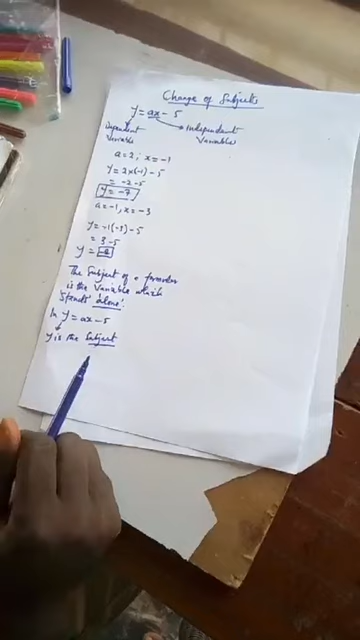 Change of Subjects
y = ax - 5
Dependent Variable
Independent Variable
a = 2; x = -1
y = 2x(-1) - 5
= -2 - 5
y = -7
a = -1, x = -3
y = -1(-3) - 5
= 3 - 5
y = -2
The Subject of a formular
is the Variable which
'Stands' alone'.
In y = ax - 5
y is the Subject